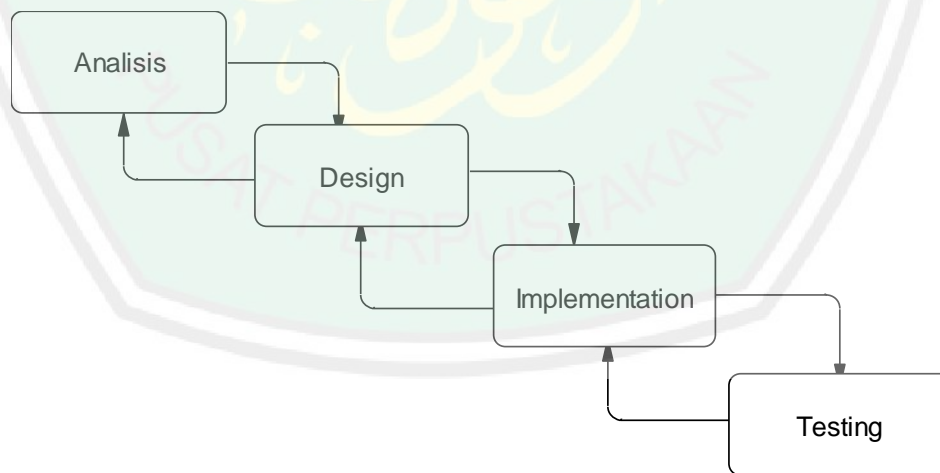 Analisis
Design
PUSAT PERPUSTAKAAN
Implementation
Testing